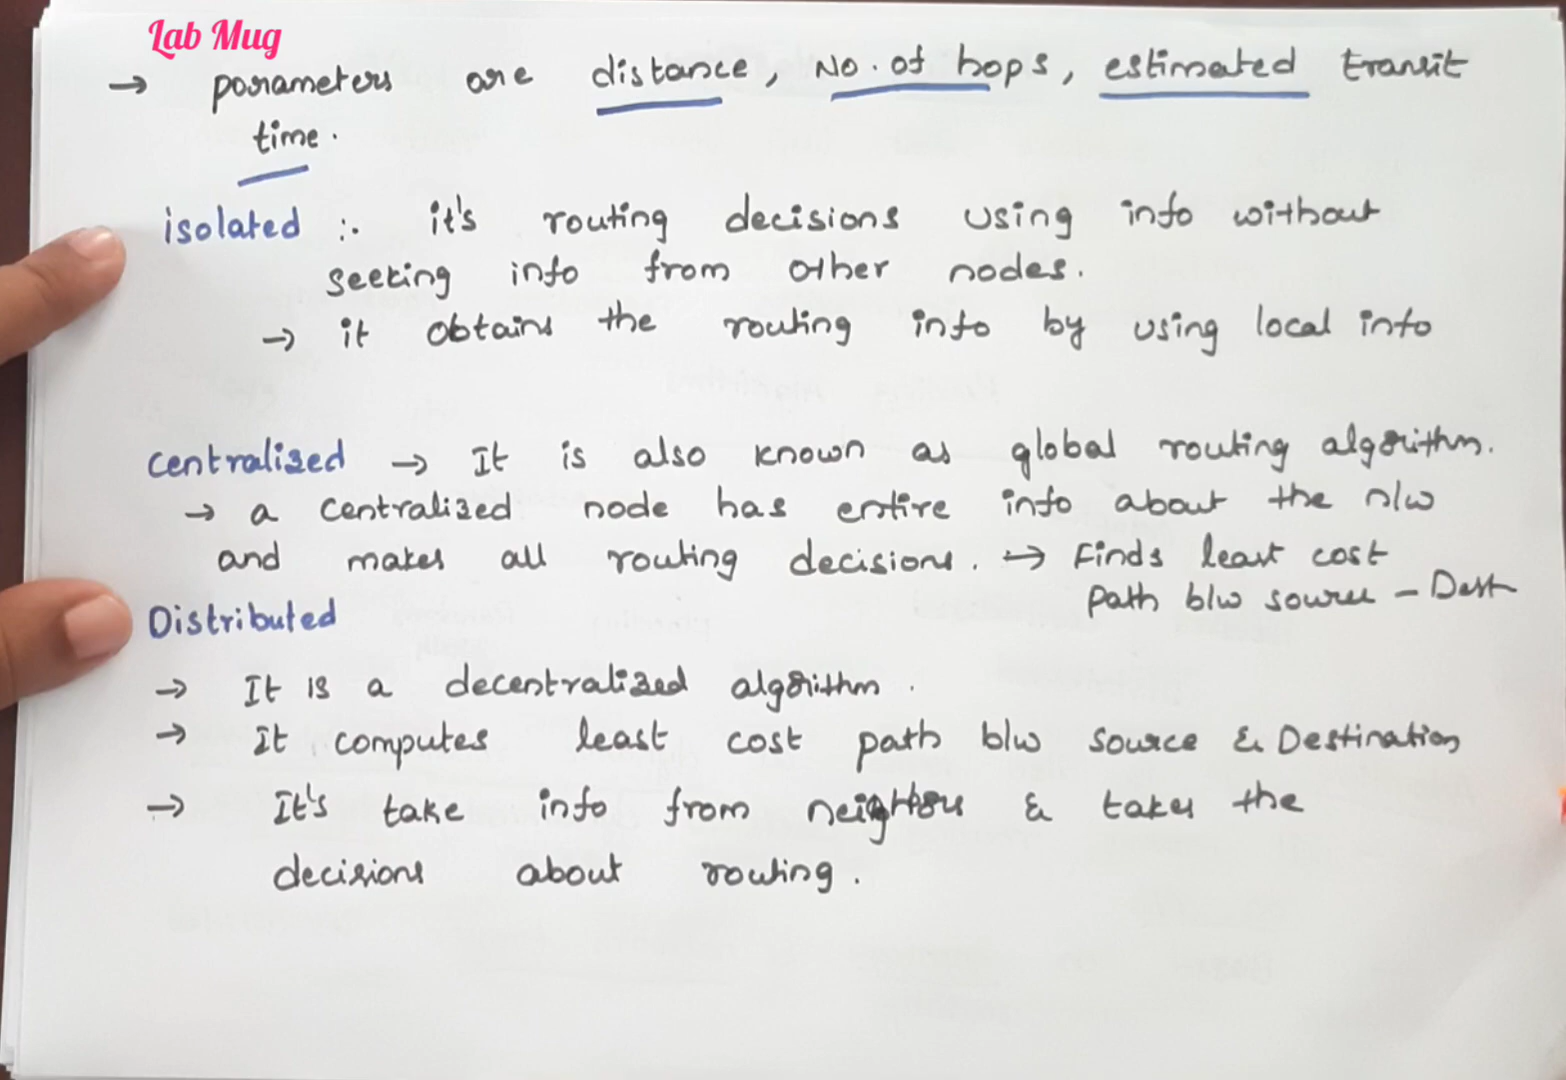 Lab Mug
→ parameters are distance, No. of hops, estimated transit
time.
isolated :- it's routing decisions using info without
seeking info from other nodes.
→ it obtains the routing info by using local info
centralized → It is also known as global routing algorithm.
→ a centralized node has entire info about the n/w
and makes all routing decisions. → Finds least cost
path b/w source - Dest
Distributed
→ It is a decentralized algorithm.
→ It computes least cost path b/w source & Destination
→ It's take info from neighbou & takes the
decisions about routing.